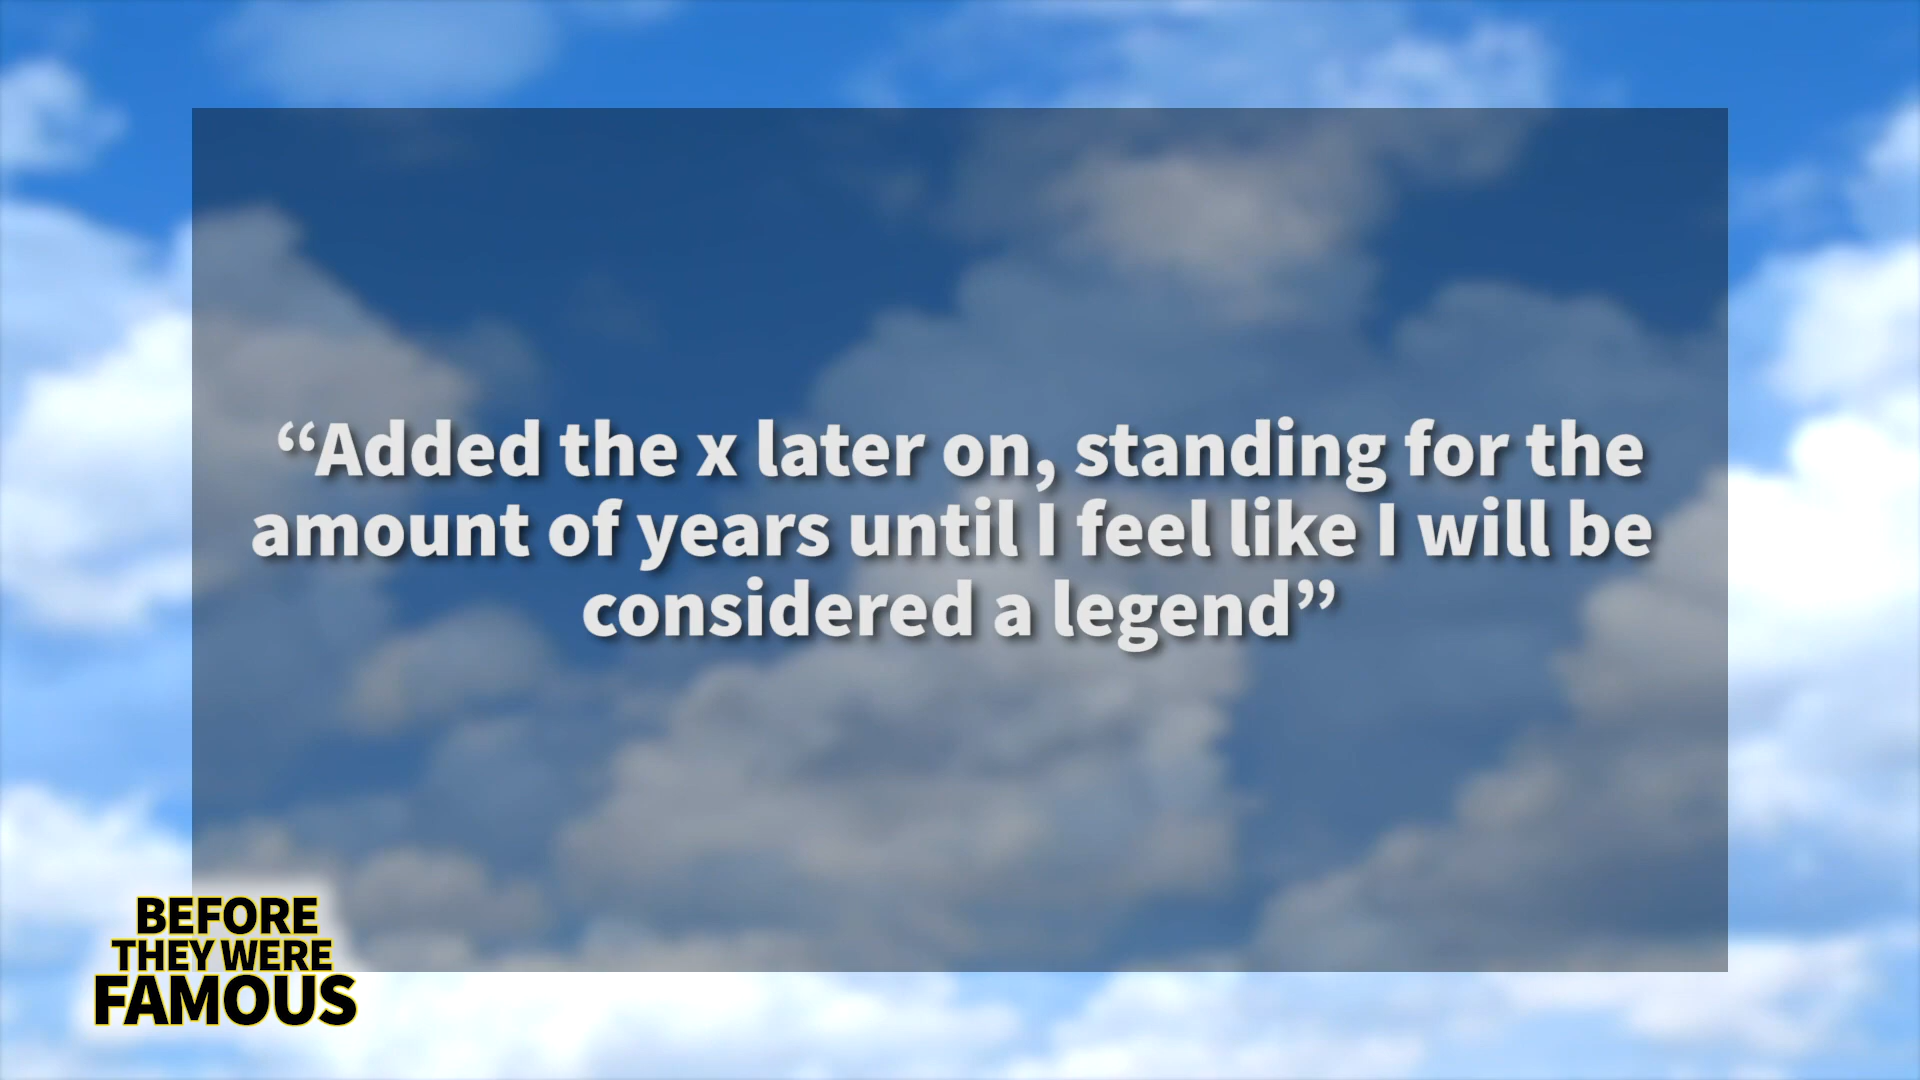 “Added the x later on, standing for the
amount of years until I feel like I will be
considered a legend”
BEFORE
THEY WERE
FAMOUS